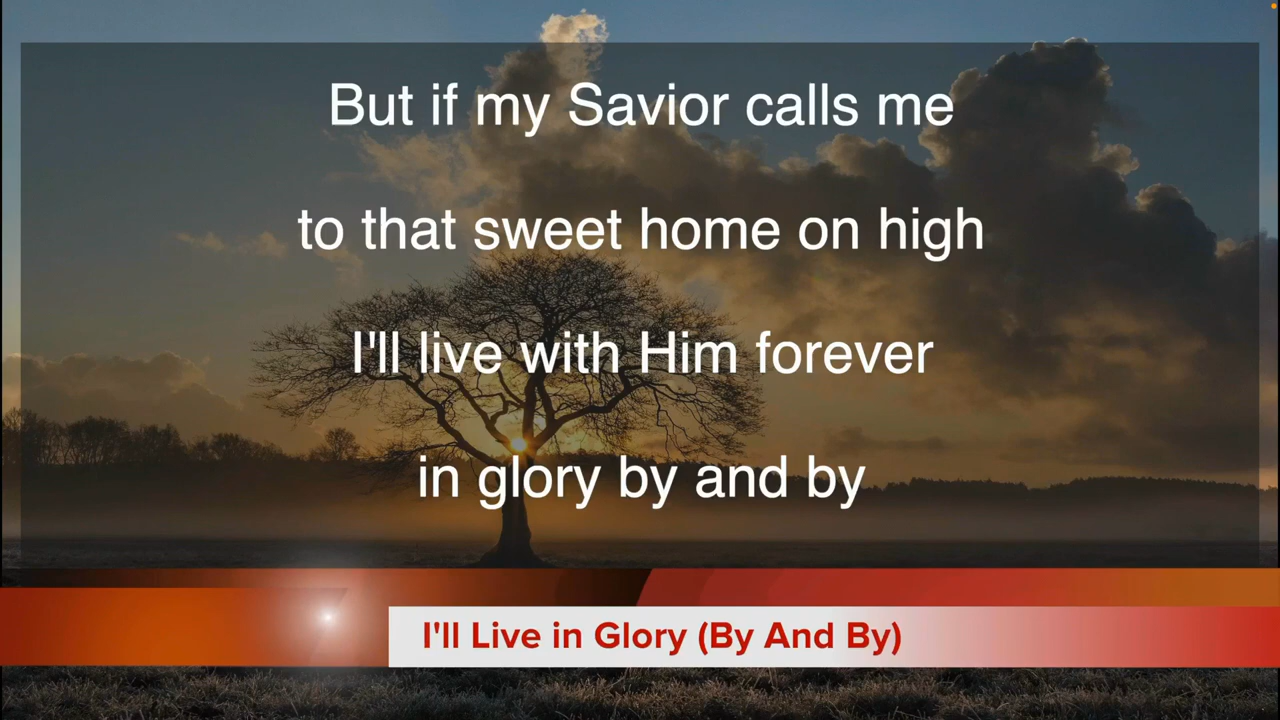 But if my Savior calls me
to that sweet home on high
I'll live with Him forever
in glory by and by
I'll Live in Glory (By And By)